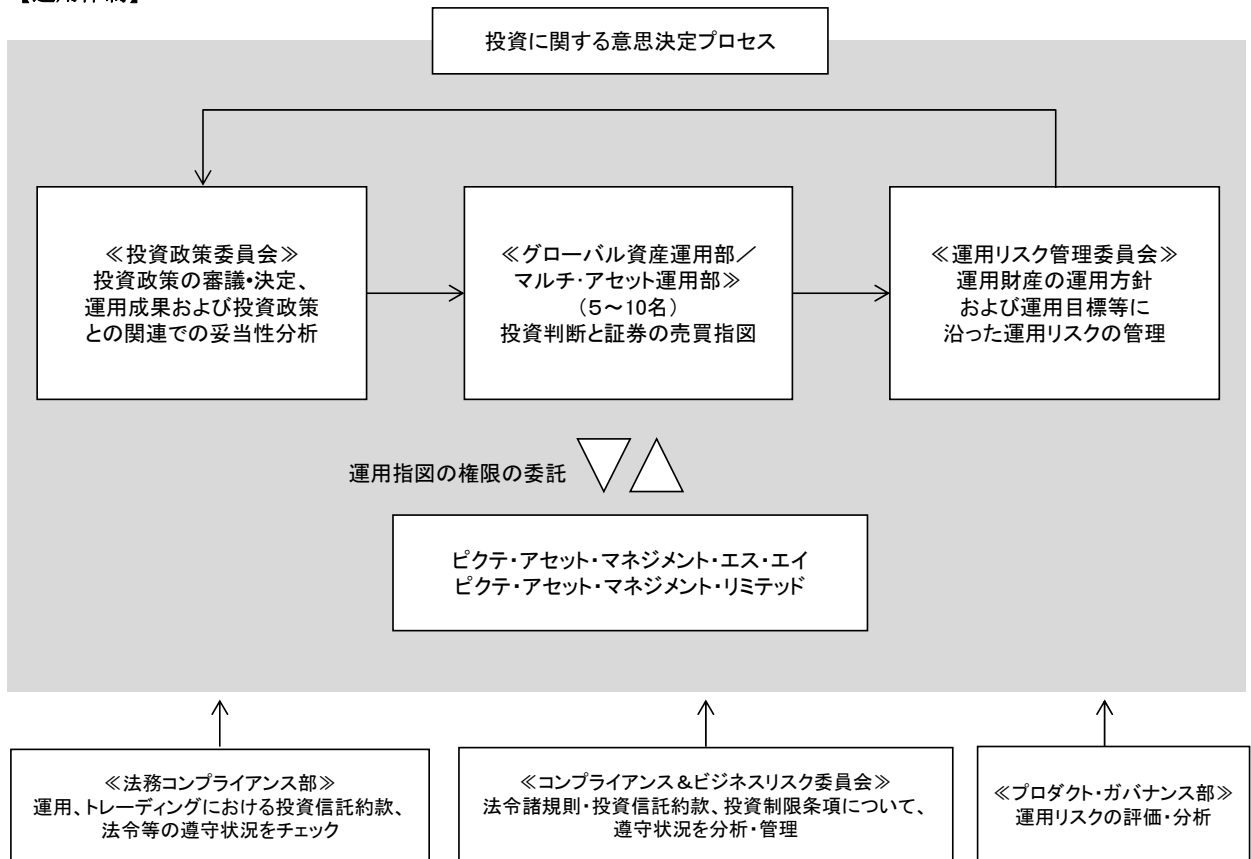 【運用体制】
投資に関する意思決定プロセス
≪投資政策委員会≫
投資政策の審議・決定、
運用成果および投資政策
との関連での妥当性分析
≪グローバル資産運用部／
マルチ・アセット運用部≫
（５～１０名）
投資判断と証券の売買指図
≪運用リスク管理委員会≫
運用財産の運用方針
および運用目標等に
沿った運用リスクの管理
運用指図の権限の委託
ピクテ・アセット・マネジメント・エス・エイ
ピクテ・アセット・マネジメント・リミテッド
≪法務コンプライアンス部≫
運用、トレーディングにおける投資信託約款、
法令等の遵守状況をチェック
≪コンプライアンス＆ビジネスリスク委員会≫
法令諸規則・投資信託約款、投資制限条項について、
遵守状況を分析・管理
≪プロダクト・ガバナンス部≫
運用リスクの評価・分析